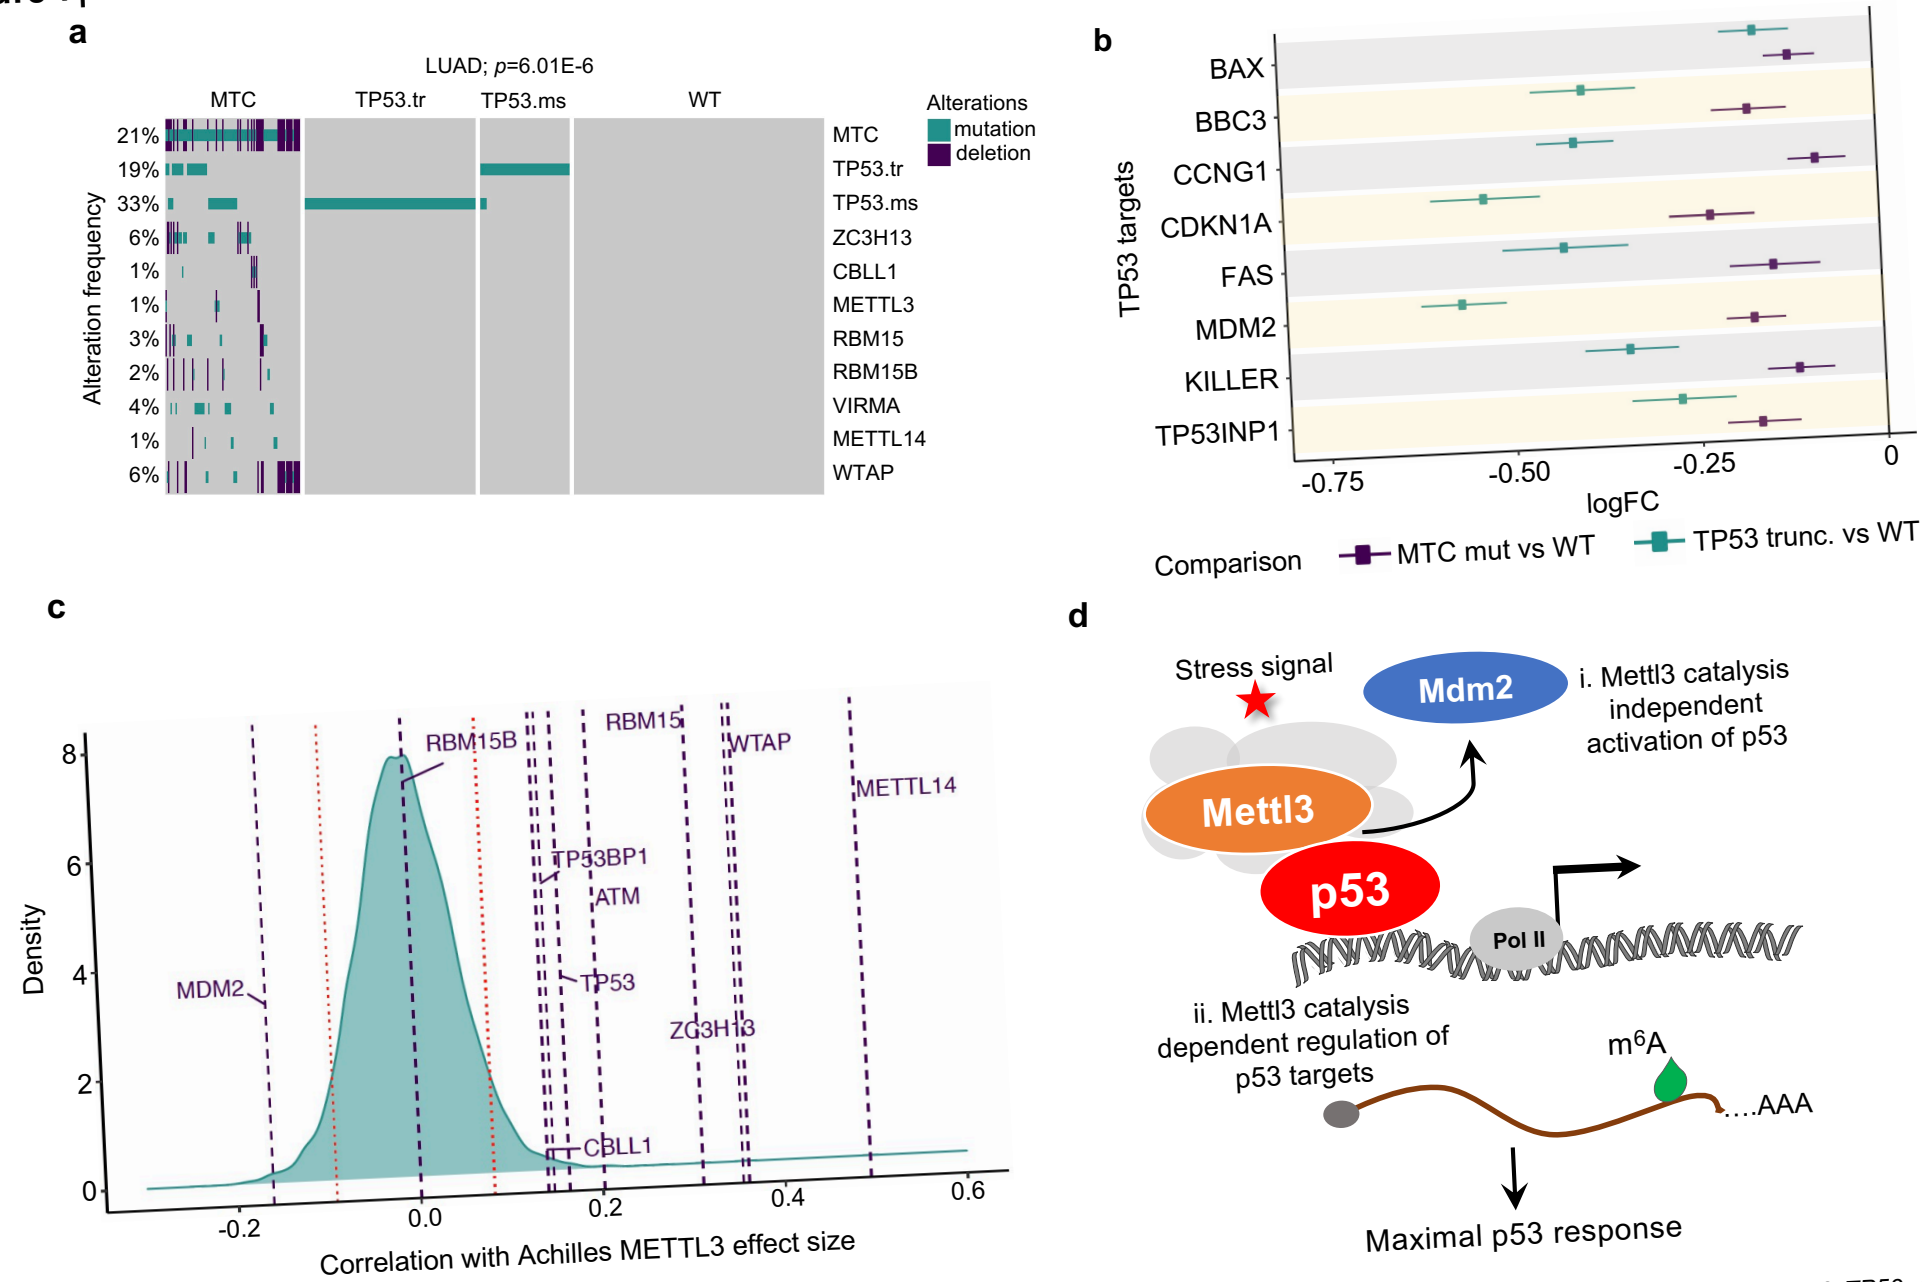 a
LUAD; p=6.01E-6
MTC TP53.tr TP53.ms WT
Alteration frequency
21% MTC
19% TP53.tr
33% TP53.ms
6% ZC3H13
1% CBLL1
1% METTL3
3% RBM15
2% RBM15B
4% VIRMA
1% METTL14
6% WTAP
Alterations
mutation
deletion
b
TP53 targets
BAX
BBC3
CCNG1
CDKN1A
FAS
MDM2
KILLER
TP53INP1
-0.75 -0.50 -0.25 0
logFC
Comparison MTC mut vs WT TP53 trunc. vs WT
c
Density
8
6
4
2
0
RBM15B
RBM15
WTAP
METTL14
TP53BP1
ATM
MDM2
TP53
ZC3H13
CBLL1
-0.2 0.0 0.2 0.4 0.6
Correlation with Achilles METTL3 effect size
d
Stress signal
Mdm2
i. Mettl3 catalysis
independent
activation of p53
Mettl3
p53
Pol II
ii. Mettl3 catalysis
dependent regulation of
p53 targets
m⁶A
....AAA
Maximal p53 response